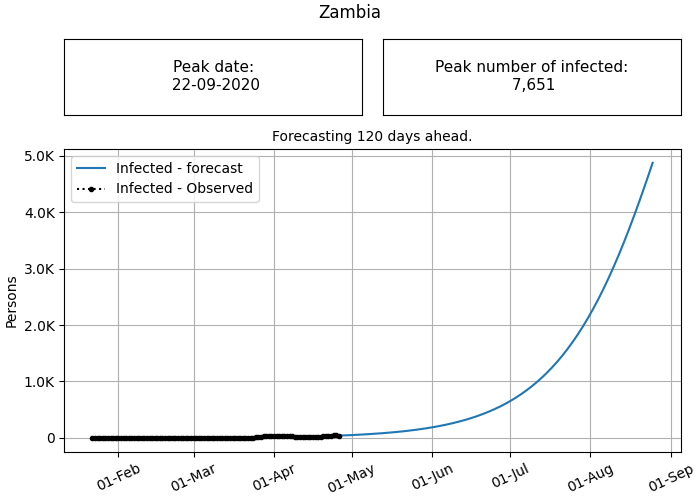 Zambia
Peak date:
22-09-2020
Peak number of infected:
7,651
Forecasting 120 days ahead.
Infected - forecast
Infected - Observed
5.0K
4.0K
3.0K
2.0K
1.0K
0
Persons
01-Feb
01-Mar
01-Apr
01-May
01-Jun
01-Jul
01-Aug
01-Sep